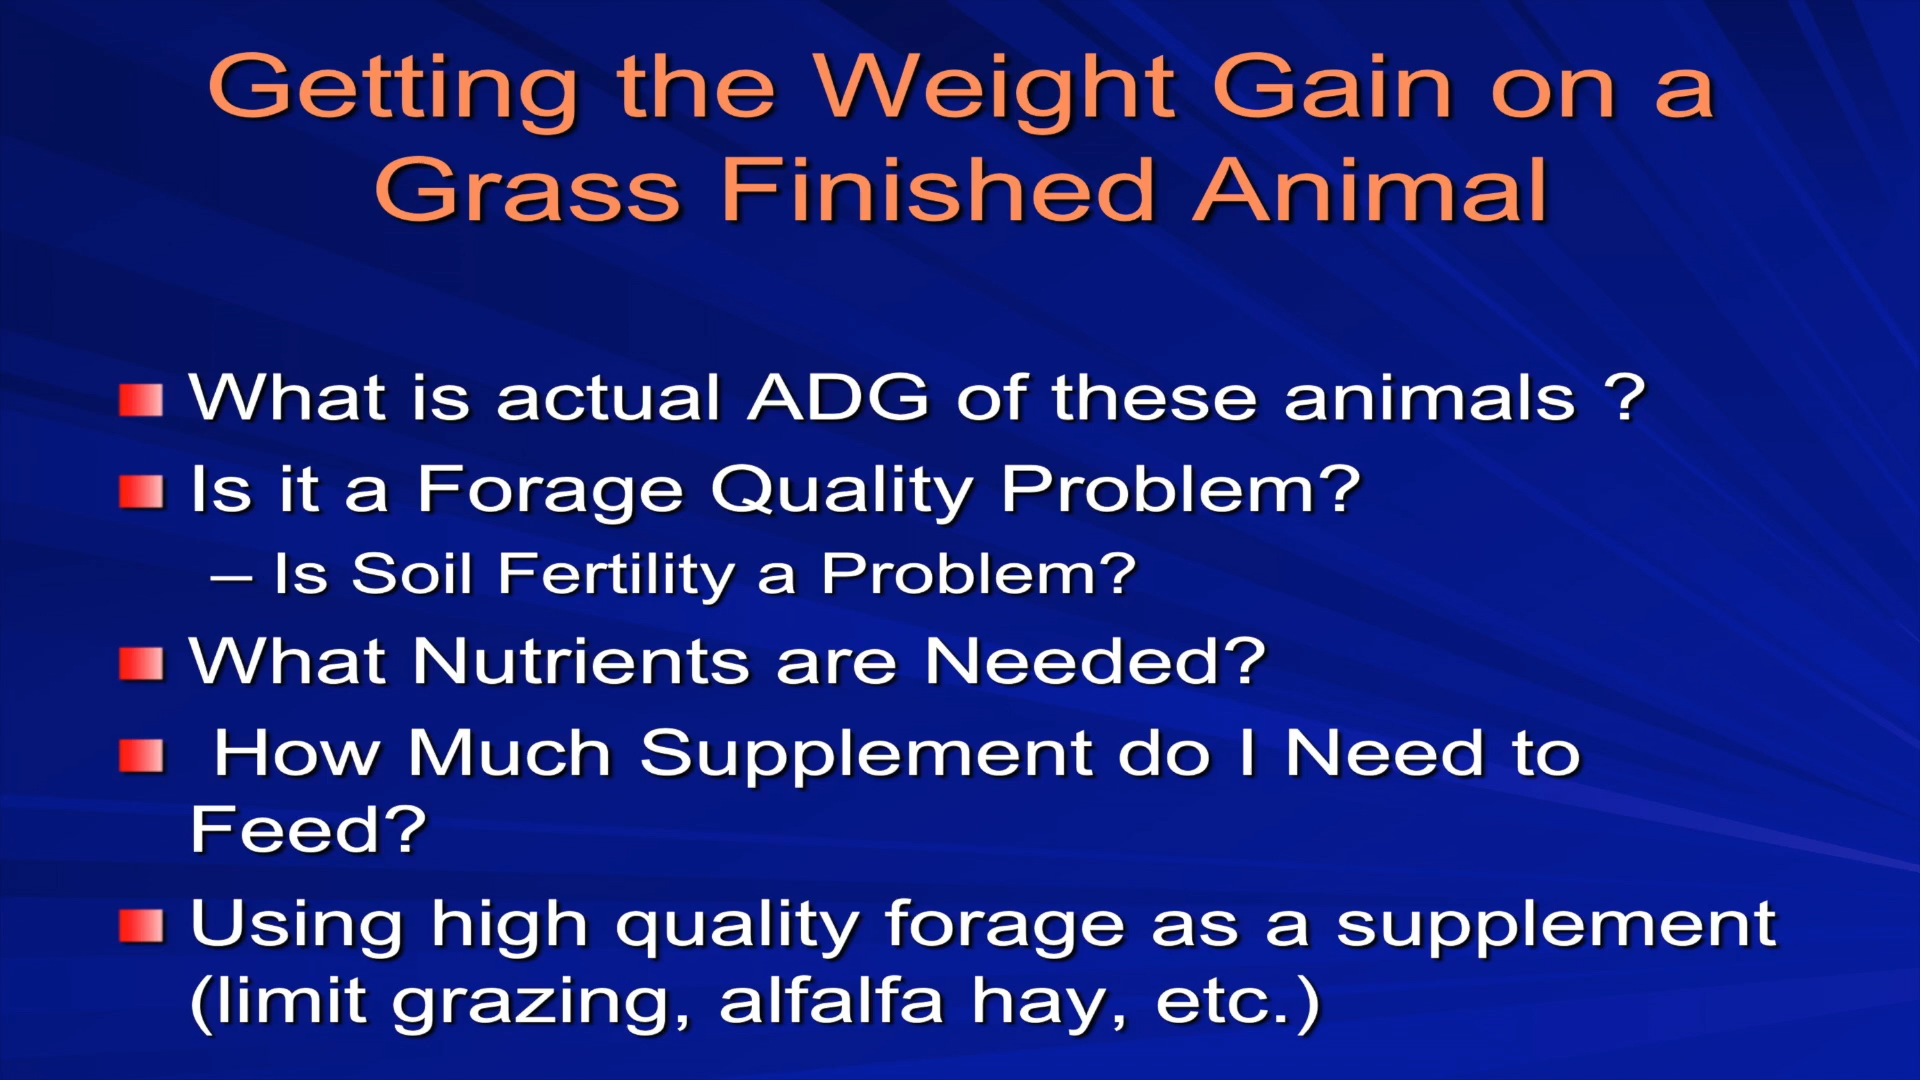 Getting the Weight Gain on a
Grass Finished Animal
What is actual ADG of these animals ?
Is it a Forage Quality Problem?
– Is Soil Fertility a Problem?
What Nutrients are Needed?
How Much Supplement do I Need to
Feed?
Using high quality forage as a supplement
(limit grazing, alfalfa hay, etc.)